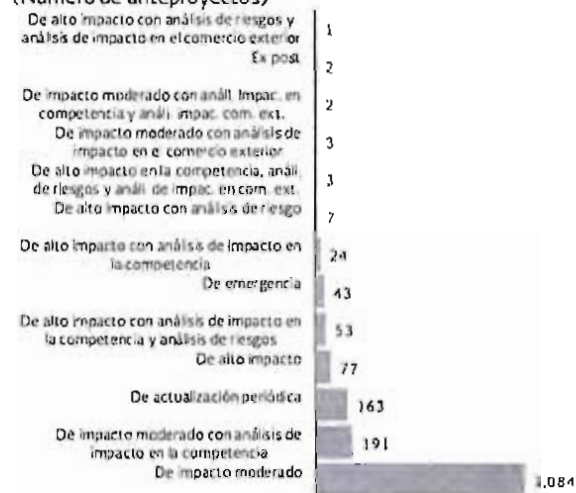 (Número de anteproyectos)
De alto impacto con análisis de riesgos y
análisis de impacto en el comercio exterior
1
Ex post
2
De impacto moderado con análi. Impac. en
competencia y análi. impac. com. ext.
2
De impacto moderado con análisis de
impacto en el comercio exterior
3
De alto impacto en la competencia, análi.
de riesgos y análi. de impac. en com. ext.
3
De alto impacto con análisis de riesgo
7
De alto impacto con análisis de impacto en
la competencia
24
De emergencia
43
De alto impacto con análisis de impacto en
la competencia y análisis de riesgos
53
De alto impacto
77
De actualización periódica
163
De impacto moderado con análisis de
impacto en la competencia
191
De impacto moderado
1,084